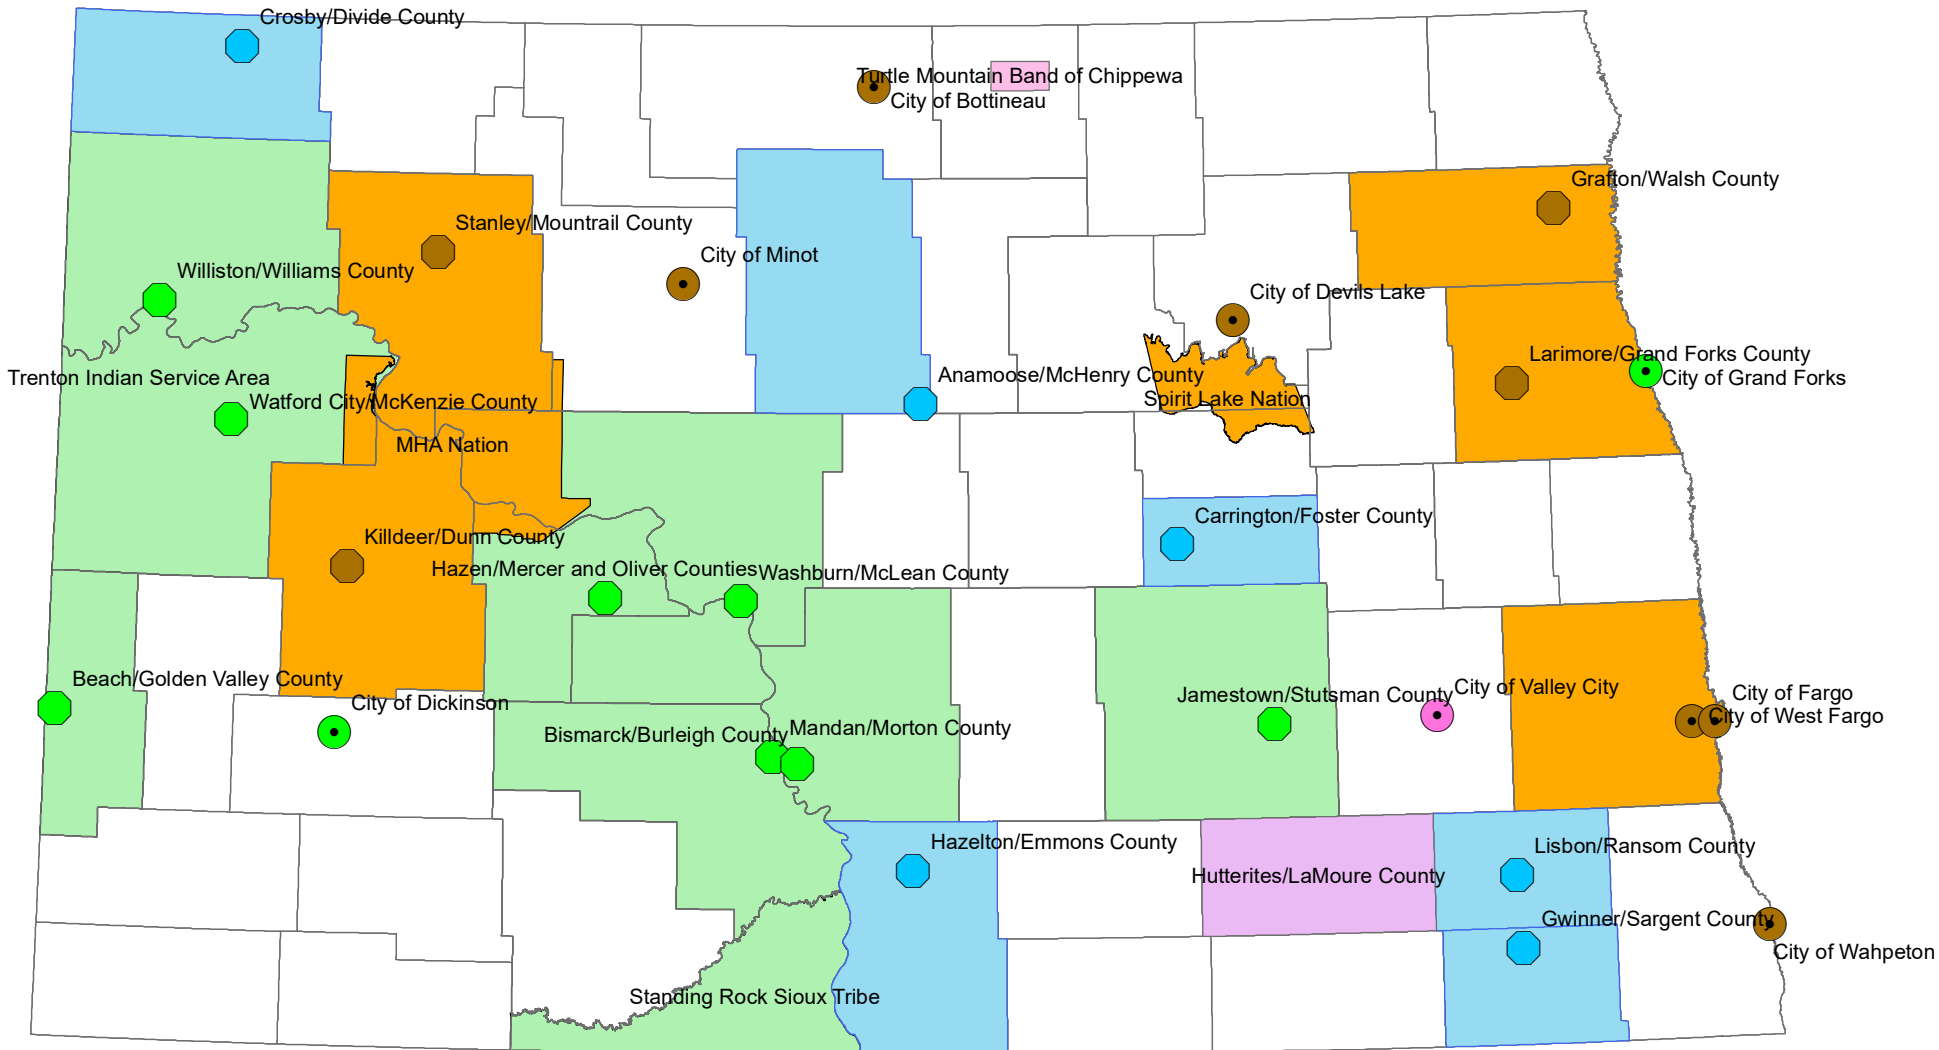 Crosby/Divide County
Turtle Mountain Band of Chippewa
City of Bottineau
Grafton/Walsh County
Stanley/Mountrail County
City of Minot
Williston/Williams County
City of Devils Lake
Larimore/Grand Forks County
City of Grand Forks
Trenton Indian Service Area
Anamoose/McHenry County
Spirit Lake Nation
Watford City/McKenzie County
MHA Nation
Carrington/Foster County
Killdeer/Dunn County
Hazen/Mercer and Oliver Counties
Washburn/McLean County
Beach/Golden Valley County
City of Dickinson
Jamestown/Stutsman County
City of Valley City
City of Fargo
City of West Fargo
Bismarck/Burleigh County
Mandan/Morton County
Hazelton/Emmons County
Lisbon/Ransom County
Hutterites/LaMoure County
Gwinner/Sargent County
City of Wahpeton
Standing Rock Sioux Tribe